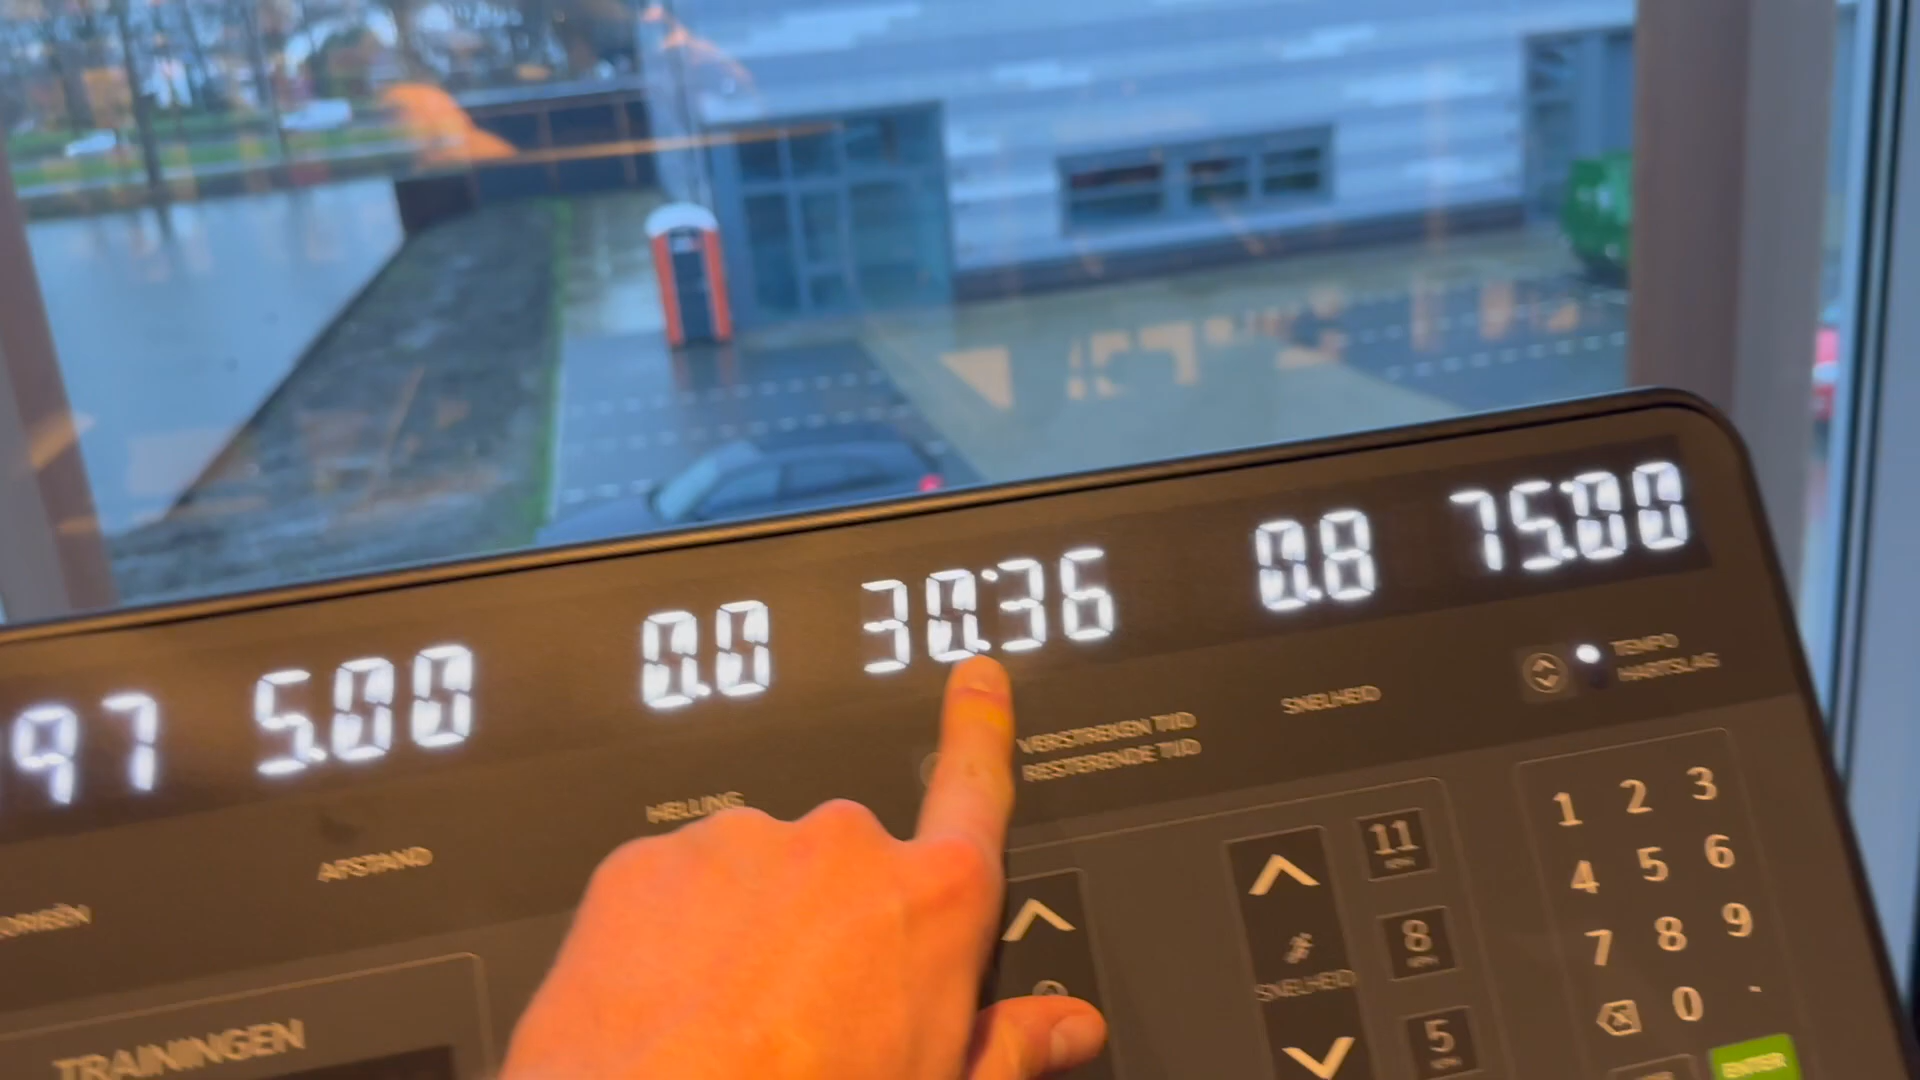 97 5.00 0.0 30:36 0.8 75:00
AFSTAND
HELLING
VERSTREKEN TIJD
RESTERENDE TIJD
SNELHEID
TEMPO
HARTSLAG
TRAININGEN
SNELHEID
11
8
5
1 2 3
4 5 6
7 8 9
0 .
ENTER